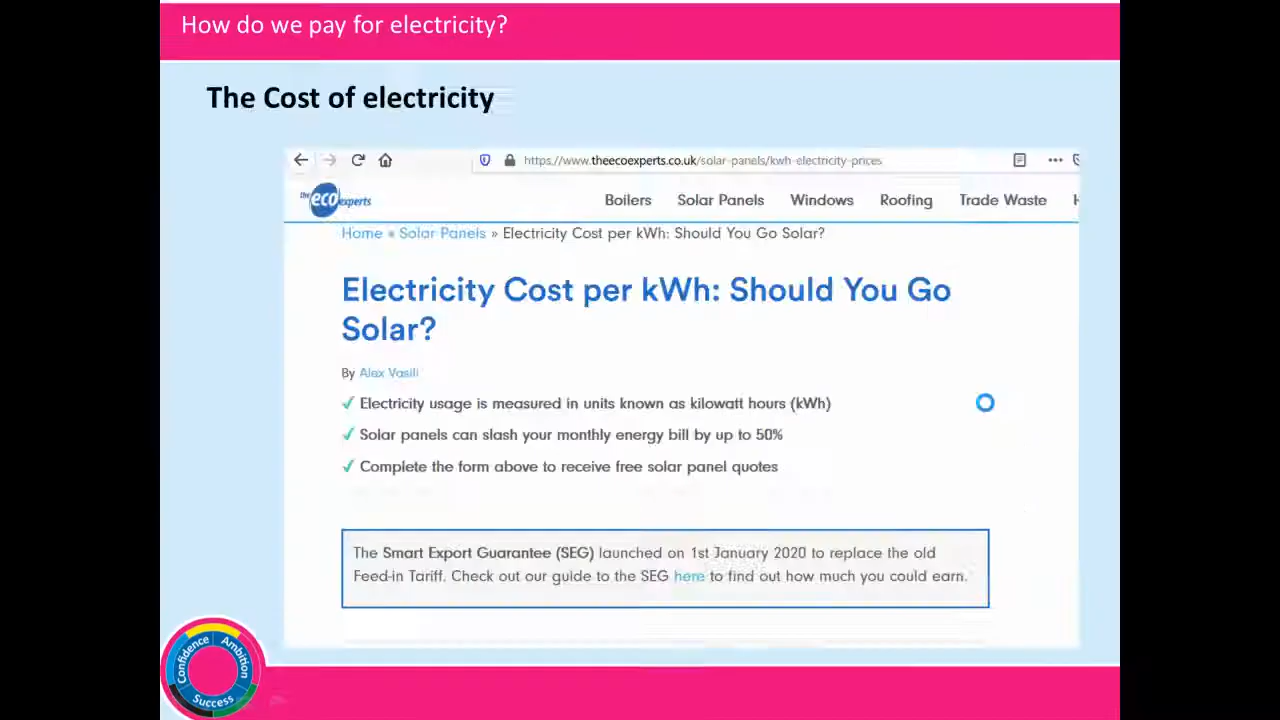 How do we pay for electricity?
The Cost of electricity
https://www.theecoexperts.co.uk/solar-panels/kwh-electricity-prices
the eco experts
Boilers Solar Panels Windows Roofing Trade Waste H
Home » Solar Panels » Electricity Cost per kWh: Should You Go Solar?
Electricity Cost per kWh: Should You Go
Solar?
By Alex Vasili
✓ Electricity usage is measured in units known as kilowatt hours (kWh)
✓ Solar panels can slash your monthly energy bill by up to 50%
✓ Complete the form above to receive free solar panel quotes
The Smart Export Guarantee (SEG) launched on 1st January 2020 to replace the old
Feed-in Tariff. Check out our guide to the SEG here to find out how much you could earn.
Confidence
Ambition
Success